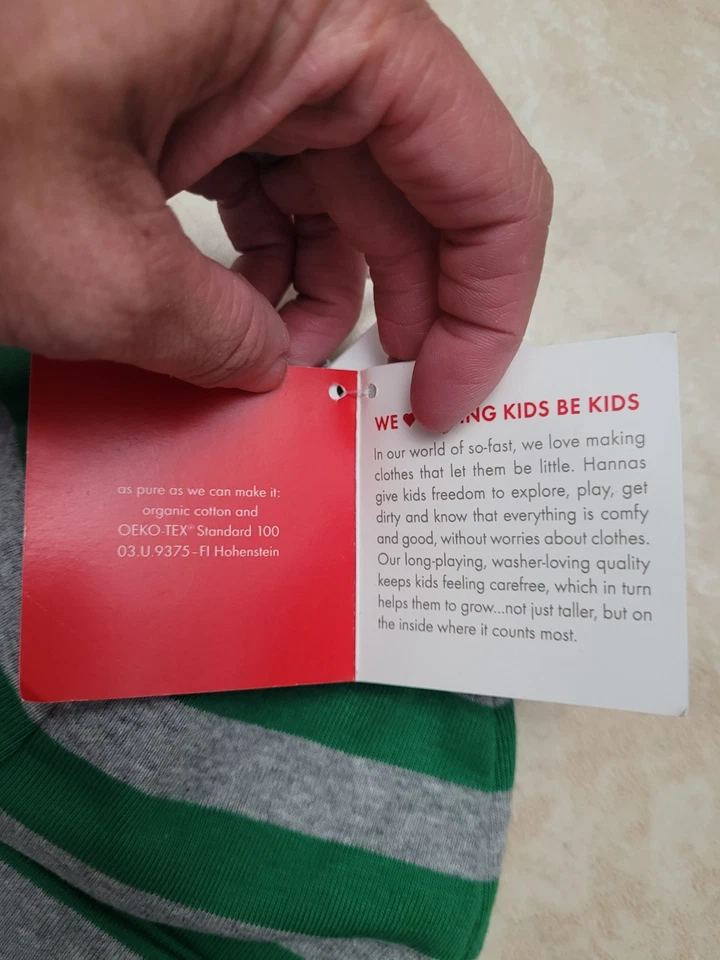 as pure as we can make it:
organic cotton and
OEKO-TEX® Standard 100
03.U.9375-FI Hohenstein
WE ♥ KIDS BE KIDS
In our world of so-fast, we love making
clothes that let them be little. Hannas
give kids freedom to explore, play, get
dirty and know that everything is comfy
and good, without worries about clothes.
Our long-playing, washer-loving quality
keeps kids feeling carefree, which in turn
helps them to grow...not just taller, but on
the inside where it counts most.